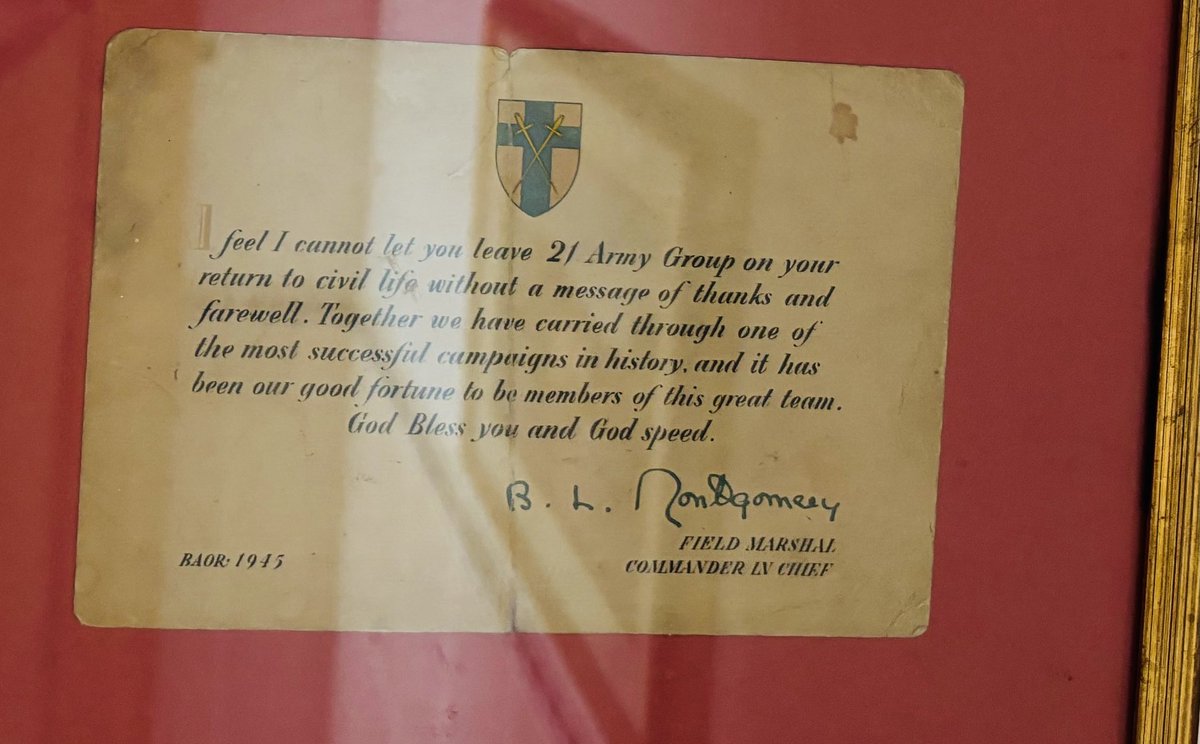 I feel I cannot let you leave 21 Army Group on your
return to civil life without a message of thanks and
farewell. Together we have carried through one of
the most successful campaigns in history, and it has
been our good fortune to be members of this great team.
God Bless you and God speed.
B. L. Montgomery
FIELD MARSHAL
COMMANDER IN CHIEF
BAOR: 1945